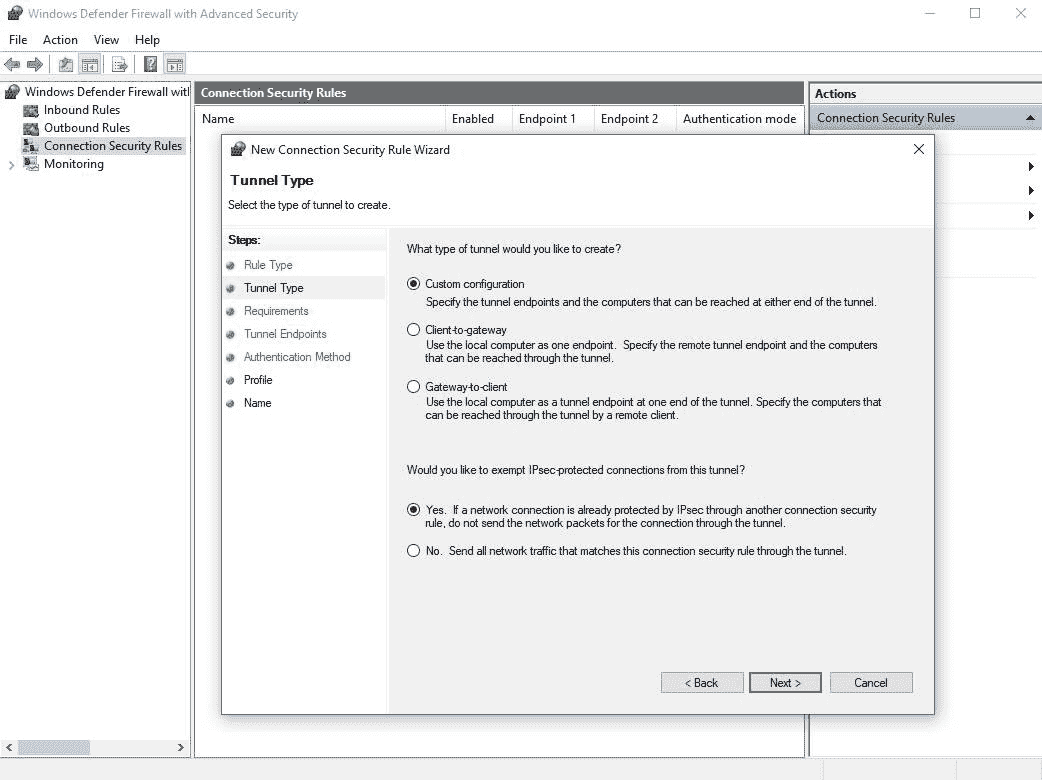 Windows Defender Firewall with Advanced Security
File Action View Help
Windows Defender Firewall wit
Inbound Rules
Outbound Rules
Connection Security Rules
Monitoring
Connection Security Rules
Name Enabled Endpoint 1 Endpoint 2 Authentication mode
Actions
Connection Security Rules
New Connection Security Rule Wizard
Tunnel Type
Select the type of tunnel to create.
Steps:
Rule Type
Tunnel Type
Requirements
Tunnel Endpoints
Authentication Method
Profile
Name
What type of tunnel would you like to create?
Custom configuration
Specify the tunnel endpoints and the computers that can be reached at either end of the tunnel.
Client-to-gateway
Use the local computer as one endpoint. Specify the remote tunnel endpoint and the computers
that can be reached through the tunnel.
Gateway-to-client
Use the local computer as a tunnel endpoint at one end of the tunnel. Specify the computers that
can be reached through the tunnel by a remote client.
Would you like to exempt IPsec-protected connections from this tunnel?
Yes. If a network connection is already protected by IPsec through another connection security
rule, do not send the network packets for the connection through the tunnel.
No. Send all network traffic that matches this connection security rule through the tunnel.
< Back Next > Cancel